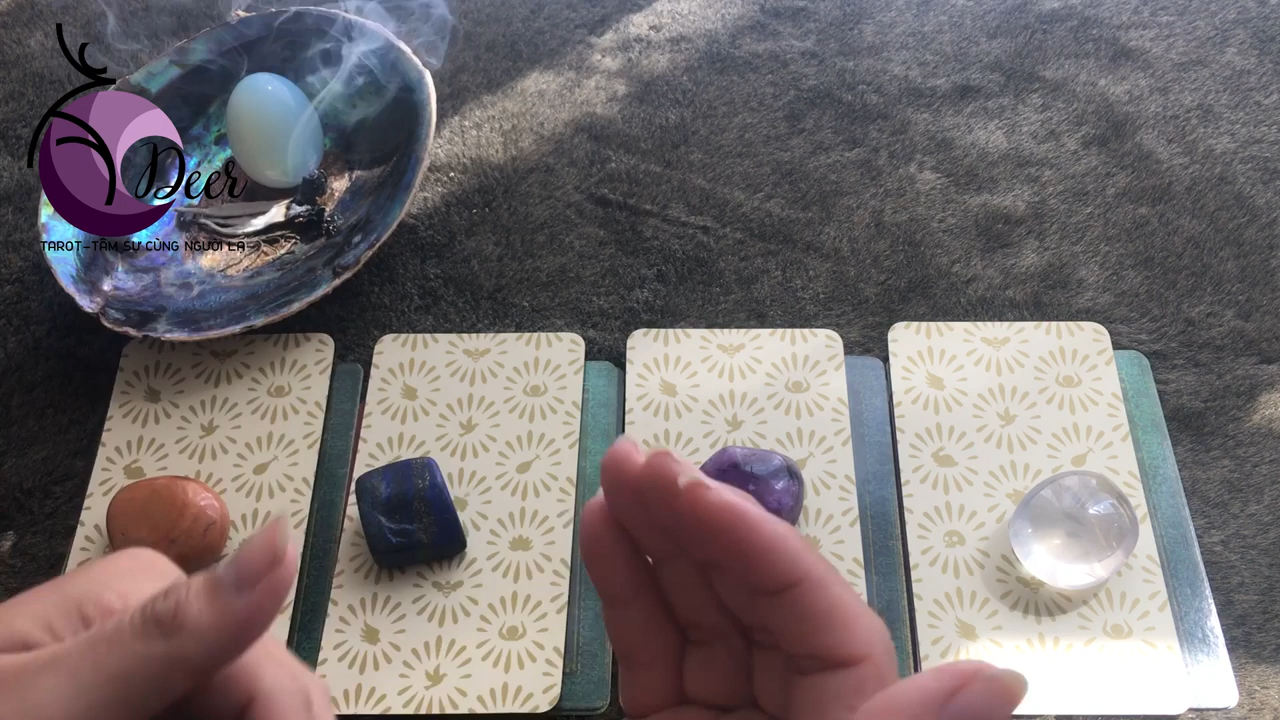 Deer
TAROT-TÂM SỰ CÙNG NGƯỜI LẠ